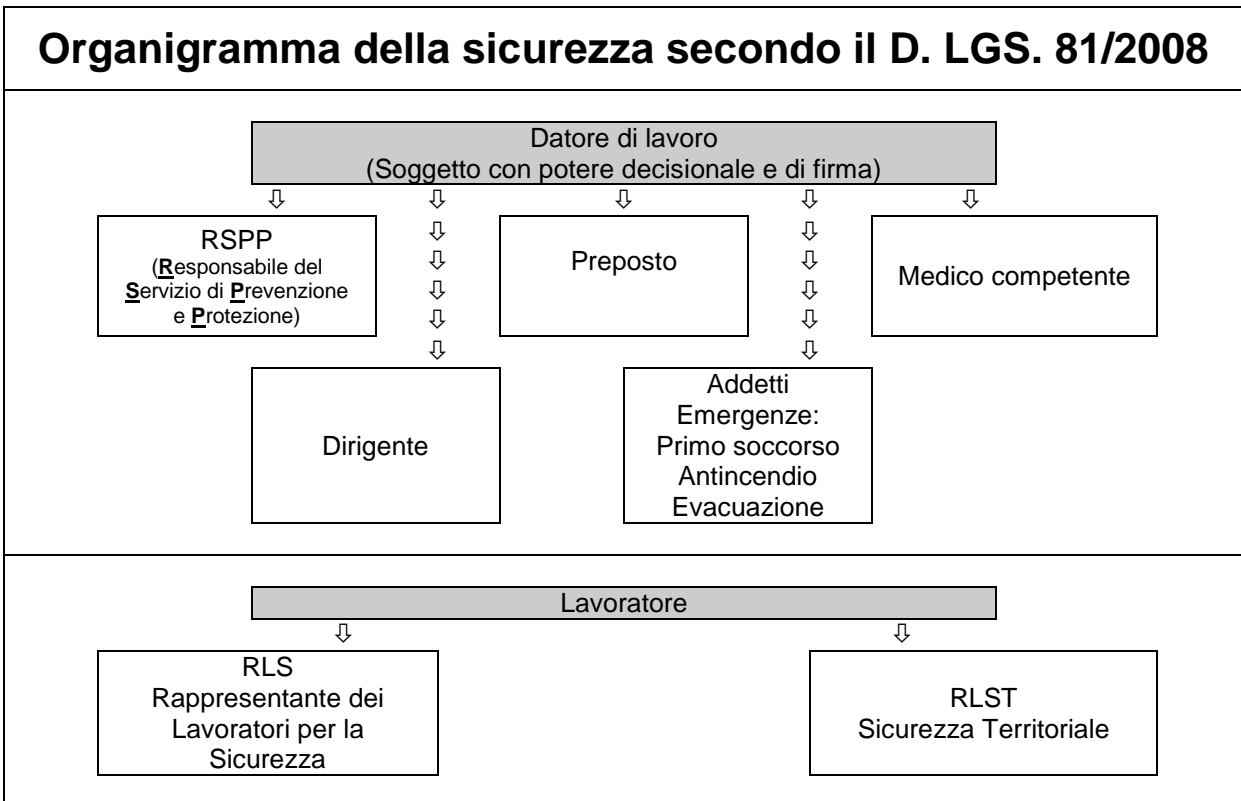 Organigramma della sicurezza secondo il D. LGS. 81/2008
Datore di lavoro
(Soggetto con potere decisionale e di firma)
RSPP
(Responsabile del
Servizio di Prevenzione
e Protezione)
Preposto
Medico competente
Dirigente
Addetti
Emergenze:
Primo soccorso
Antincendio
Evacuazione
Lavoratore
RLS
Rappresentante dei
Lavoratori per la
Sicurezza
RLST
Sicurezza Territoriale